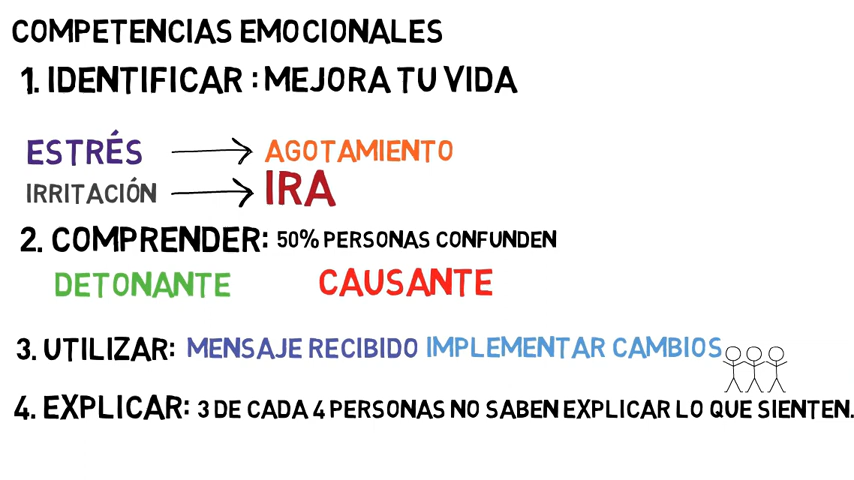 COMPETENCIAS EMOCIONALES
1. IDENTIFICAR : MEJORA TU VIDA
ESTRÉS AGOTAMIENTO
IRRITACIÓN IRA
2. COMPRENDER: 50% PERSONAS CONFUNDEN
DETONANTE CAUSANTE
3. UTILIZAR: MENSAJE RECIBIDO IMPLEMENTAR CAMBIOS
4. EXPLICAR: 3 DE CADA 4 PERSONAS NO SABEN EXPLICAR LO QUE SIENTEN.